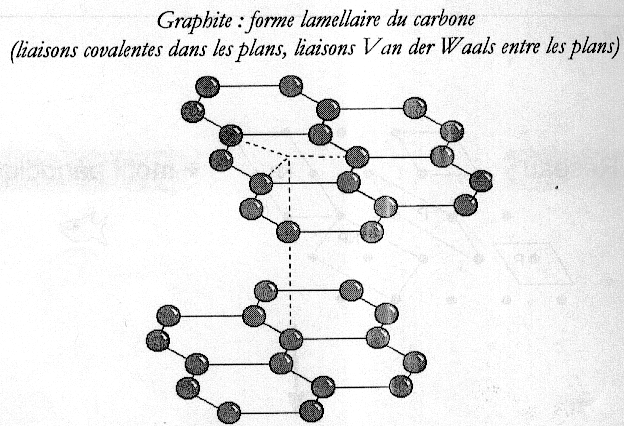 Graphite : forme lamellaire du carbone
(liaisons covalentes dans les plans, liaisons Van der Waals entre les plans)